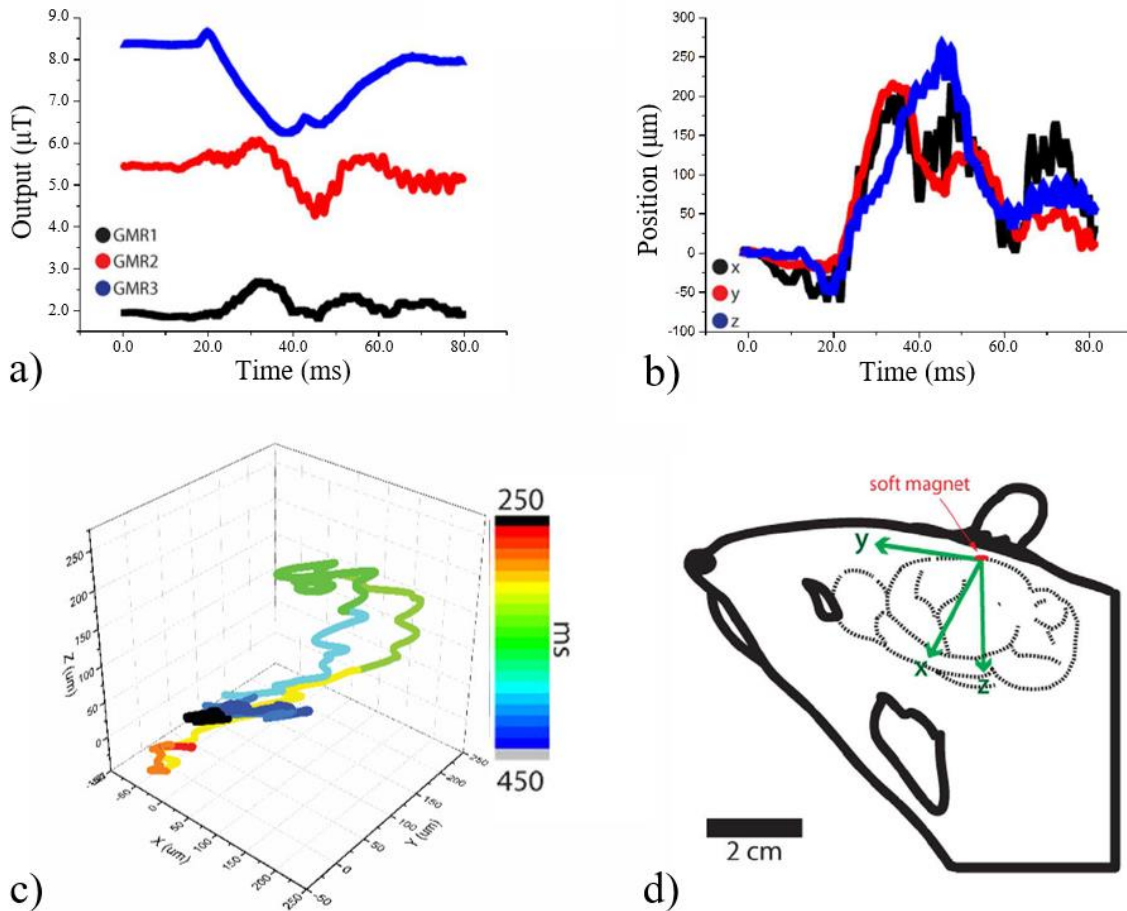 9.0
8.0
7.0
6.0
5.0
4.0
3.0
2.0
Output (µT)
GMR1
GMR2
GMR3
0.0 20.0 40.0 60.0 80.0
Time (ms)
a)
300
250
200
150
100
50
0
-50
-100
Position (µm)
x
y
z
0.0 20.0 40.0 60.0 80.0
Time (ms)
b)
250
200
150
100
50
0
Z (um)
-50
0
50
100
150
200
250
X (um)
-50
0
50
100
150
200
250
Y (um)
250
ms
450
c)
soft magnet
y
x
z
2 cm
d)